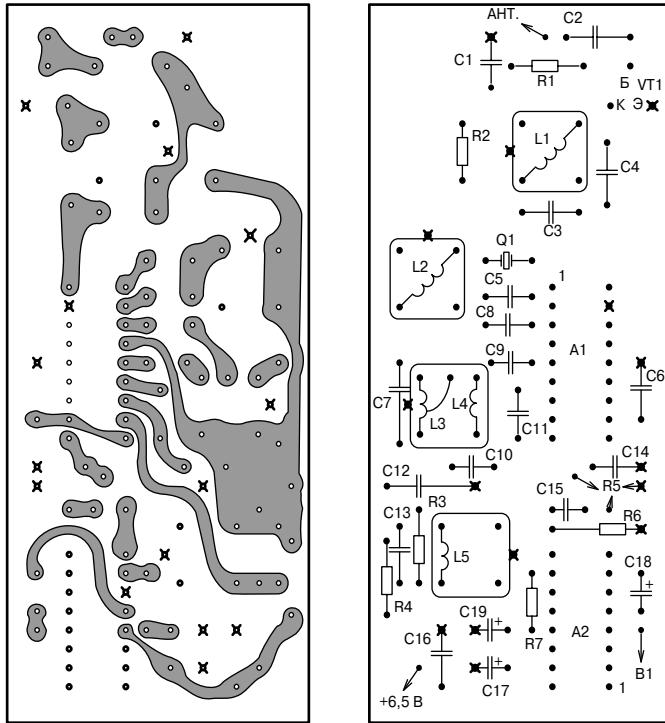 АНТ. C2
C1
R1
Б VT1
К Э
R2
L1
C4
C3
Q1
L2
C5
1
C8
A1
C9
C7
C6
L3
L4
C11
C10
C14
C12
R5
C15
R3
C13
R6
L5
C18
+
R4
C19
+
C16
R7
A2
+
C17
B1
+6,5 В
1